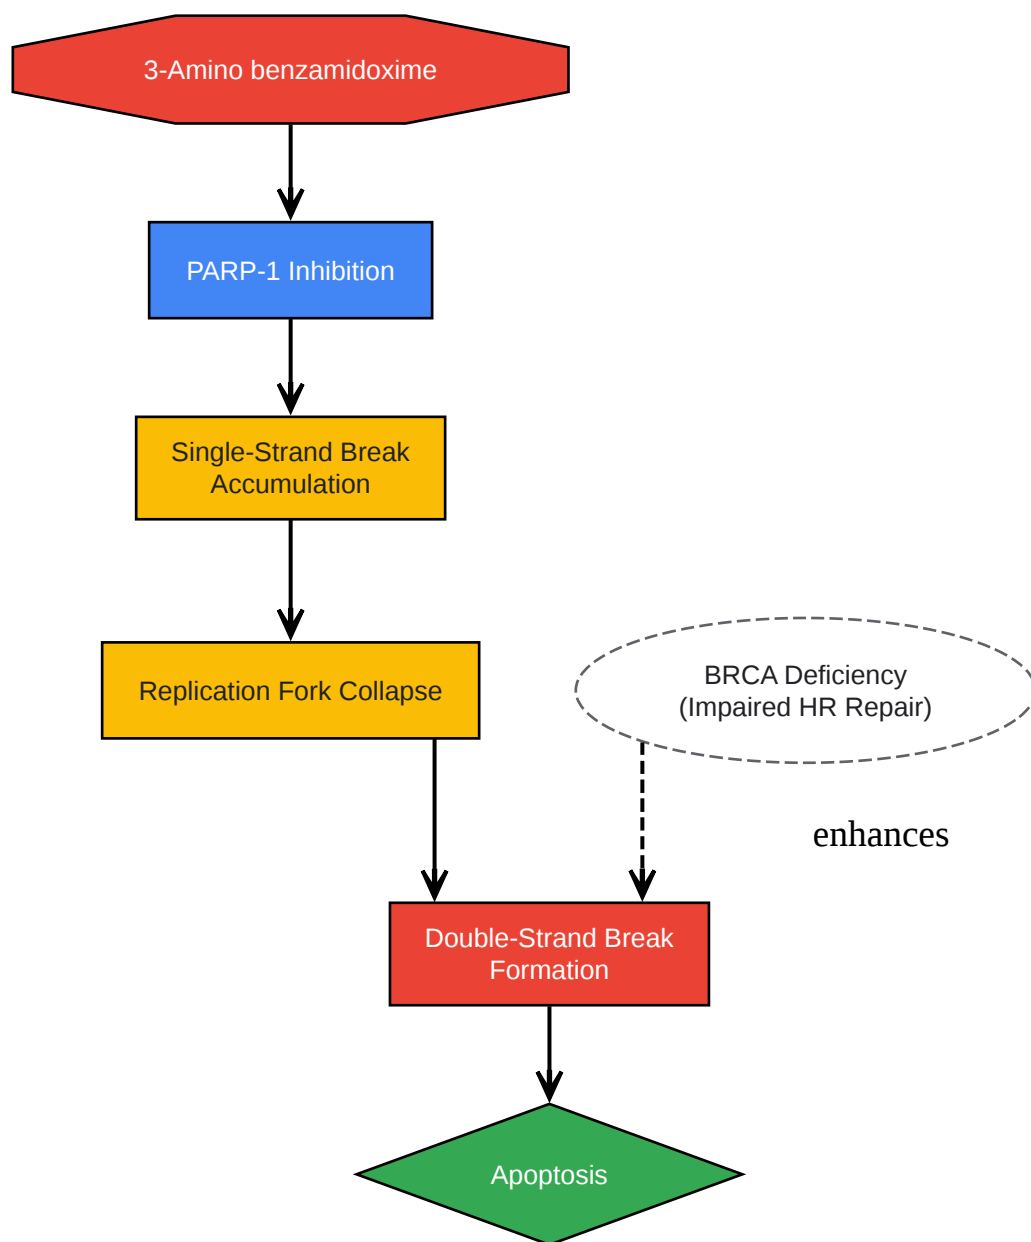 3-Amino benzamidoxime
PARP-1 Inhibition
Single-Strand Break
Accumulation
Replication Fork Collapse
BRCA Deficiency
(Impaired HR Repair)
enhances
Double-Strand Break
Formation
Apoptosis